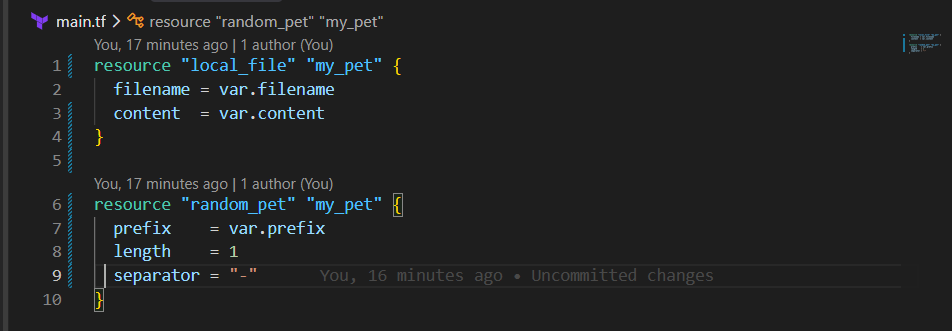 main.tf > resource "random_pet" "my_pet"
You, 17 minutes ago | 1 author (You)
1 resource "local_file" "my_pet" {
2 filename = var.filename
3 content  = var.content
4 }
5
You, 17 minutes ago | 1 author (You)
6 resource "random_pet" "my_pet" {
7 prefix    = var.prefix
8 length    = 1
9 separator = "-" You, 16 minutes ago • Uncommitted changes
10 }